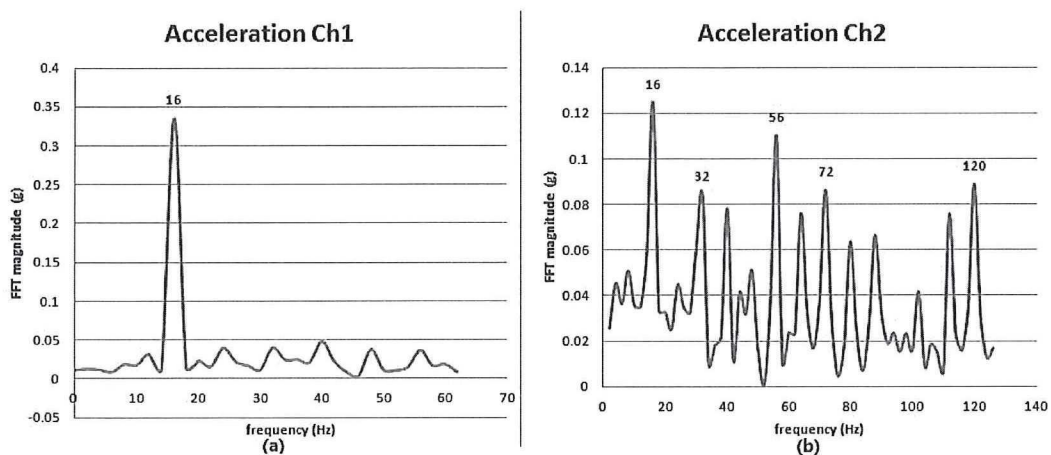 Acceleration Ch1
0.4
0.35
0.3
0.25
0.2
0.15
0.1
0.05
0
-0.05
FFT magnitude (g)
16
0 10 20 30 40 50 60 70
frequency (Hz)
(a)
Acceleration Ch2
0.14
0.12
0.1
0.08
0.06
0.04
0.02
0
FFT magnitude (g)
16
32
56
72
120
0 20 40 60 80 100 120 140
frequency (Hz)
(b)